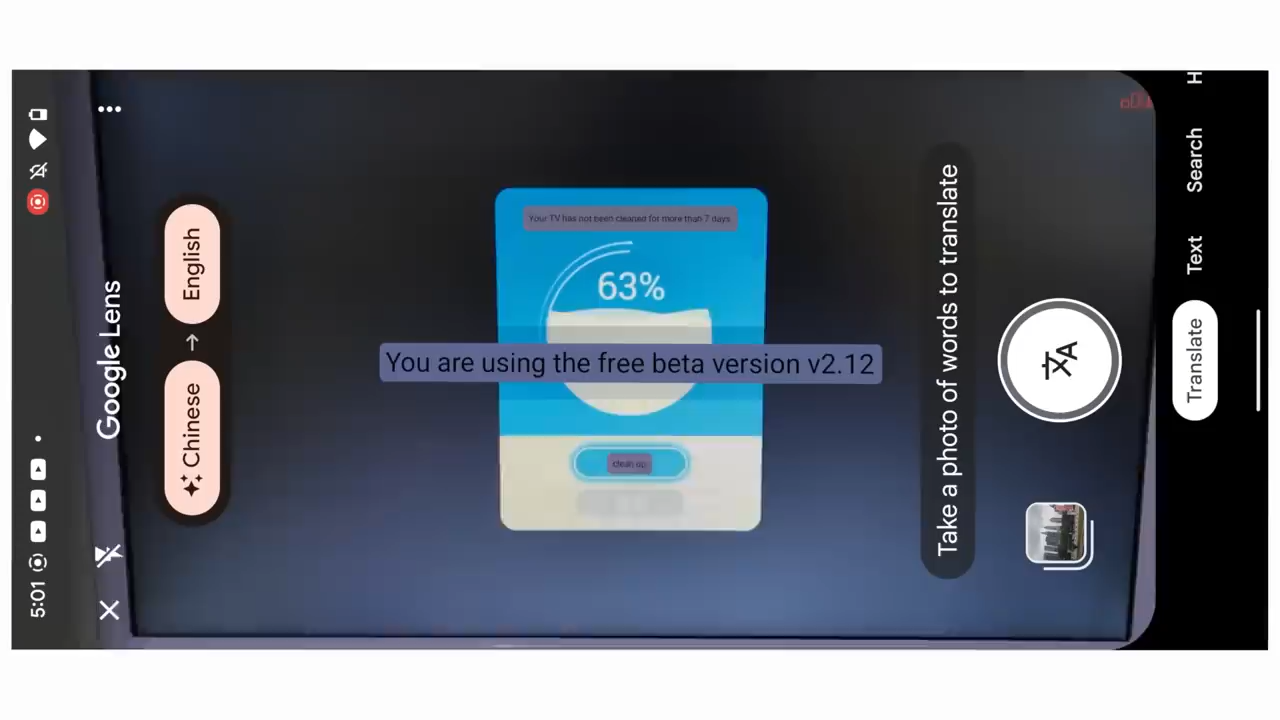 5:01
Google Lens
Chinese → English
Your TV has not been cleaned for more than 7 days
63%
You are using the free beta version v2.12
clean up
Take a photo of words to translate
Translate
Text
Search
H